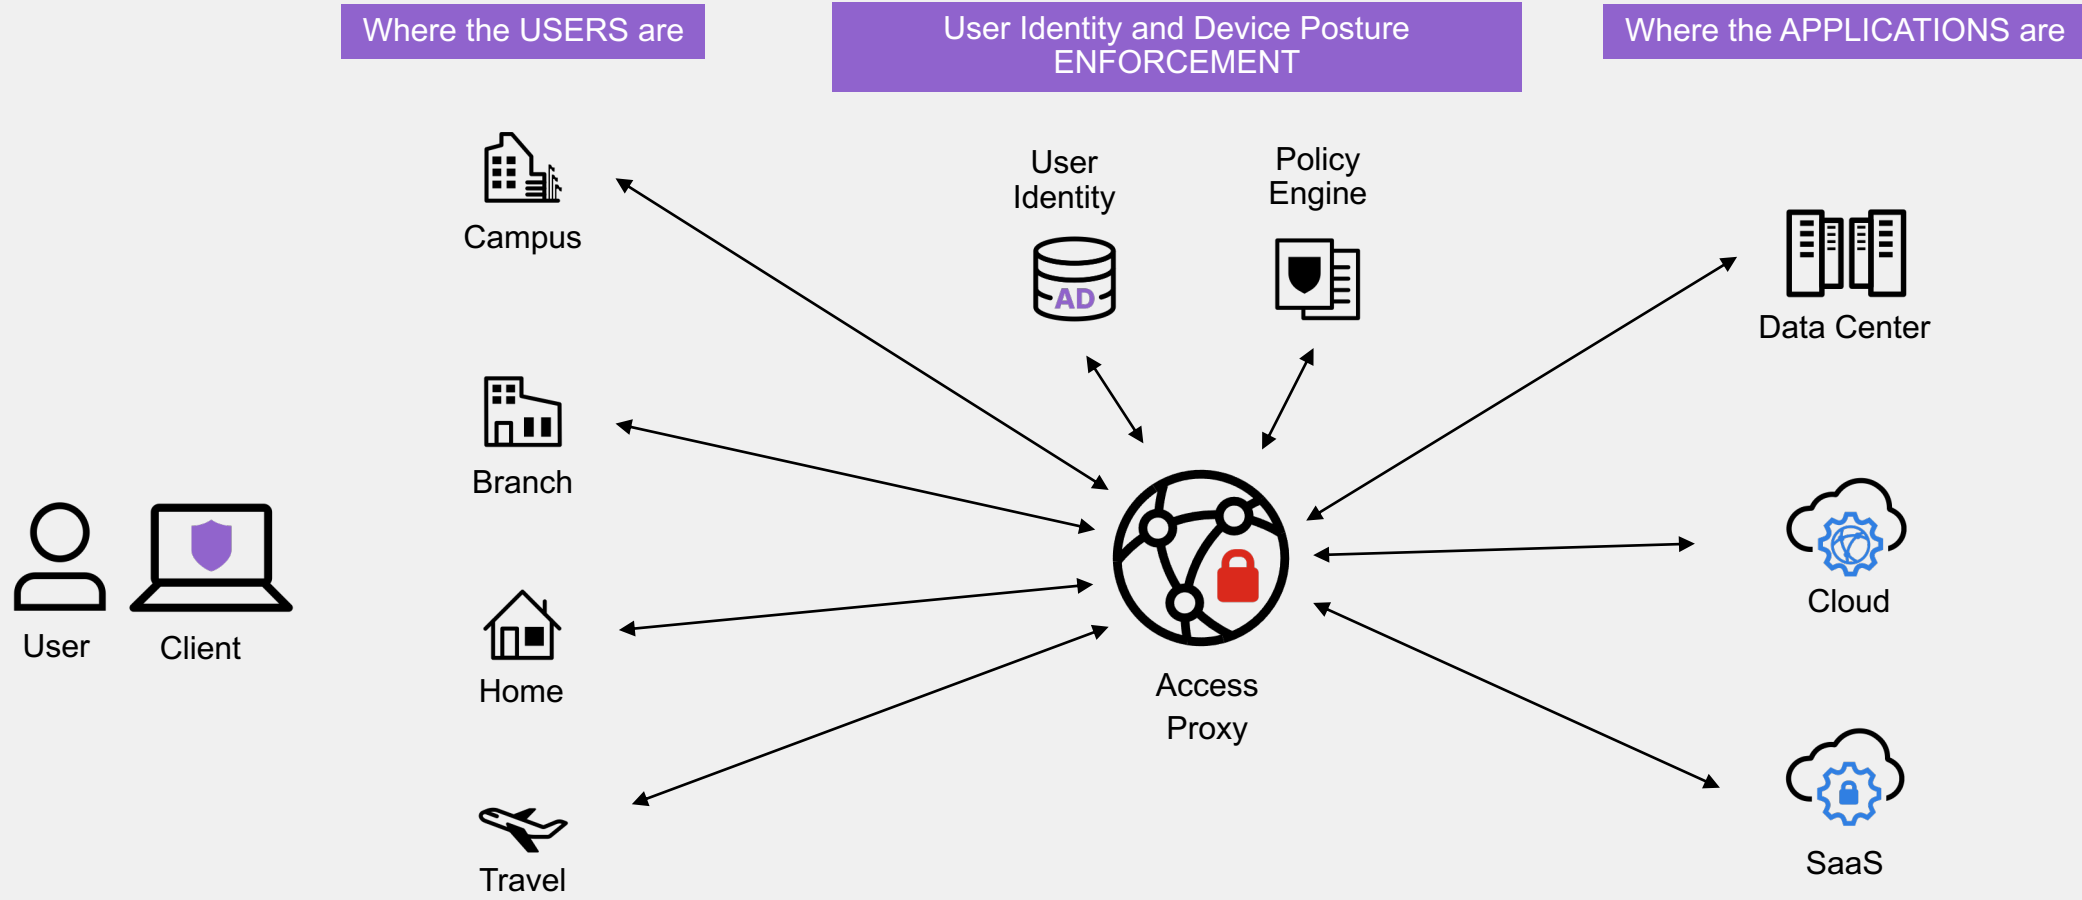 Where the USERS are
User Identity and Device Posture
ENFORCEMENT
Where the APPLICATIONS are
User
Client
Campus
Branch
Home
Travel
User
Identity
AD
Policy
Engine
Access
Proxy
Data Center
Cloud
SaaS